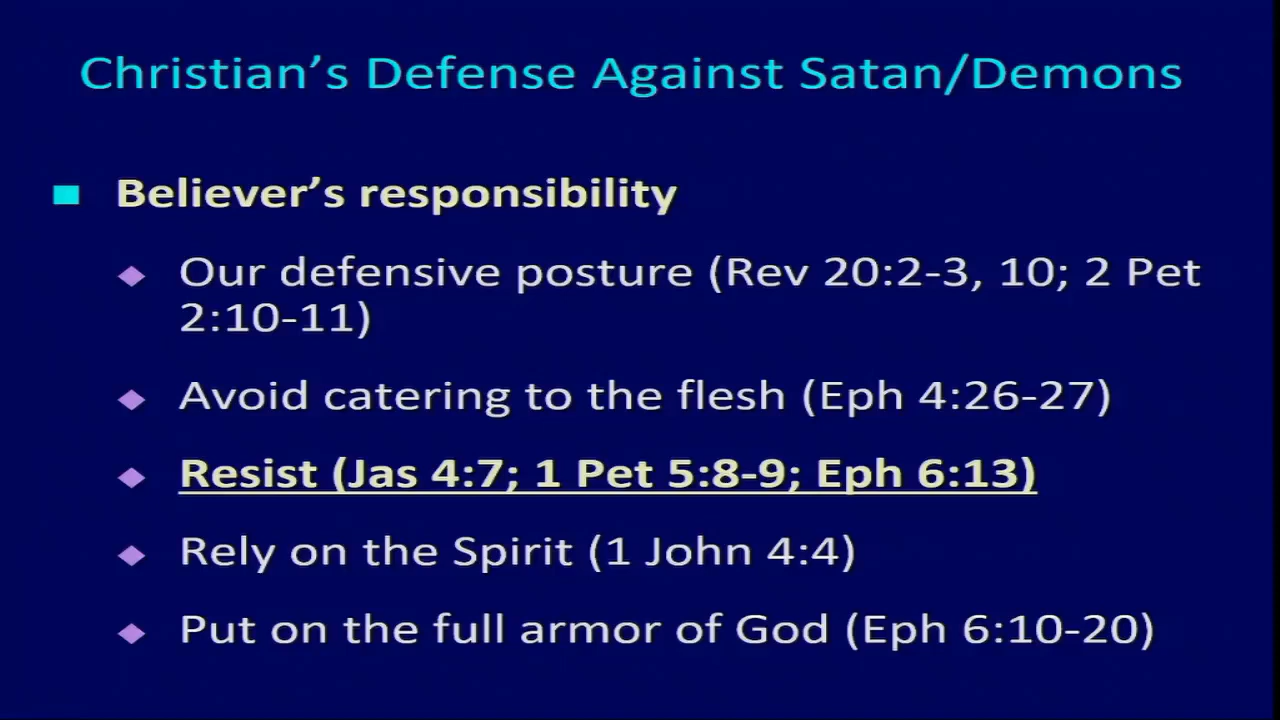 Christian’s Defense Against Satan/Demons
Believer’s responsibility
Our defensive posture (Rev 20:2-3, 10; 2 Pet
2:10-11)
Avoid catering to the flesh (Eph 4:26-27)
Resist (Jas 4:7; 1 Pet 5:8-9; Eph 6:13)
Rely on the Spirit (1 John 4:4)
Put on the full armor of God (Eph 6:10-20)